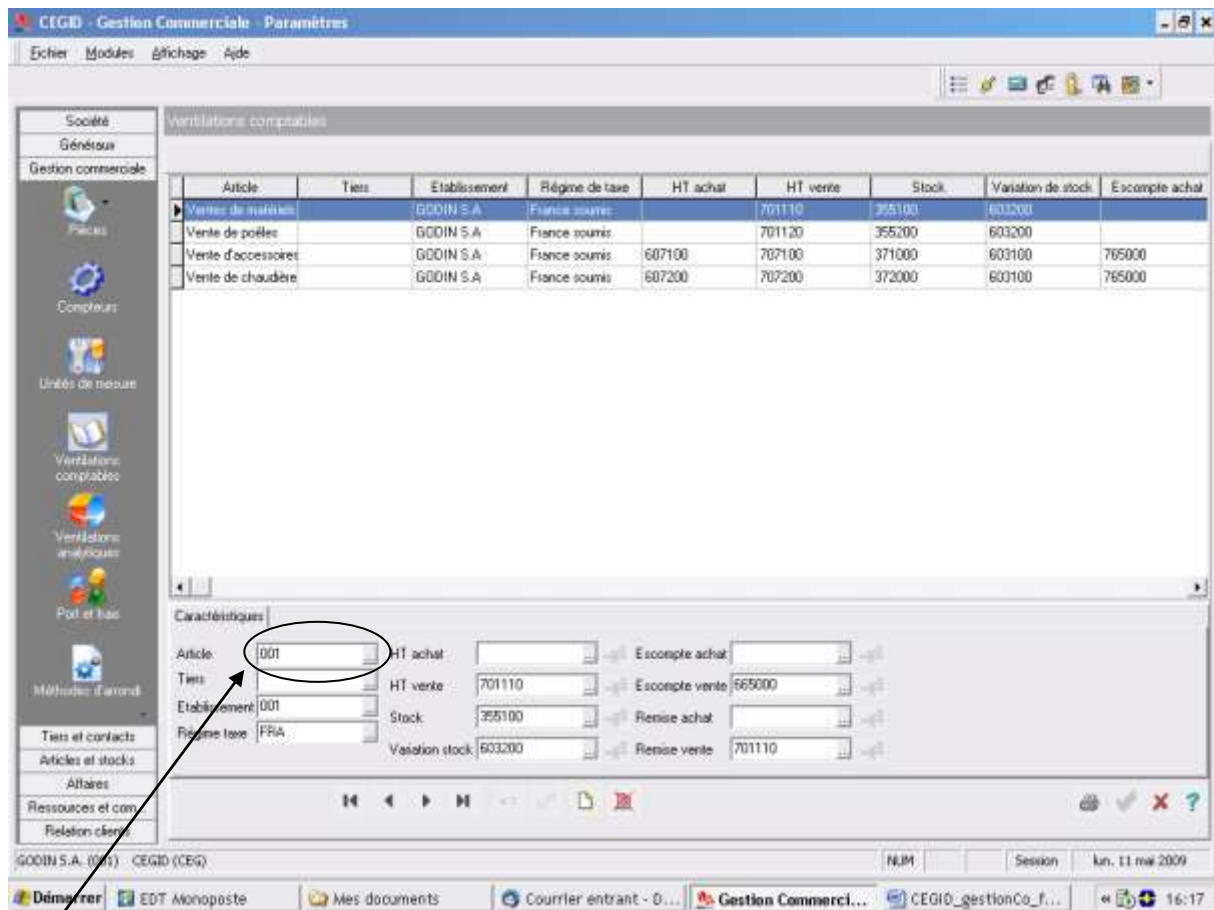 CEGID - Gestion Commerciale - Paramètres
Fichier Modules Affichage Aide
Société
Généraux
Gestion commerciale
Pièces
Compteurs
Unités de mesure
Ventilations comptables
Ventilations analytiques
Port et frais
Méthodes d'arrondi
Tiers et contacts
Articles et stocks
Affaires
Ressources et com...
Relation clients
Ventilations comptables
Article Tiers Etablissement Régime de taxe HT achat HT vente Stock Variation de stock Escompte achat
Ventes de matériels GODIN S.A France soumis 701110 355100 603200
Vente de poêles GODIN S.A France soumis 701120 355200 603200
Vente d'accessoires GODIN S.A France soumis 607100 707100 371000 603100 765000
Vente de chaudière GODIN S.A France soumis 607200 707200 372000 603100 765000
Caractéristiques
Article 001 HT achat Escompte achat
Tiers HT vente 701110 Escompte vente 665000
Etablissement 001 Stock 355100 Remise achat
Régime taxe FRA Variation stock 603200 Remise vente 701110
GODIN S.A. (001) CEGID (CEG) NUM Session lun. 11 mai 2009
Démarrer EDT Monoposte Mes documents Courrier entrant - D... Gestion Commerci... CEGID_gestionCo_f... « 16:17